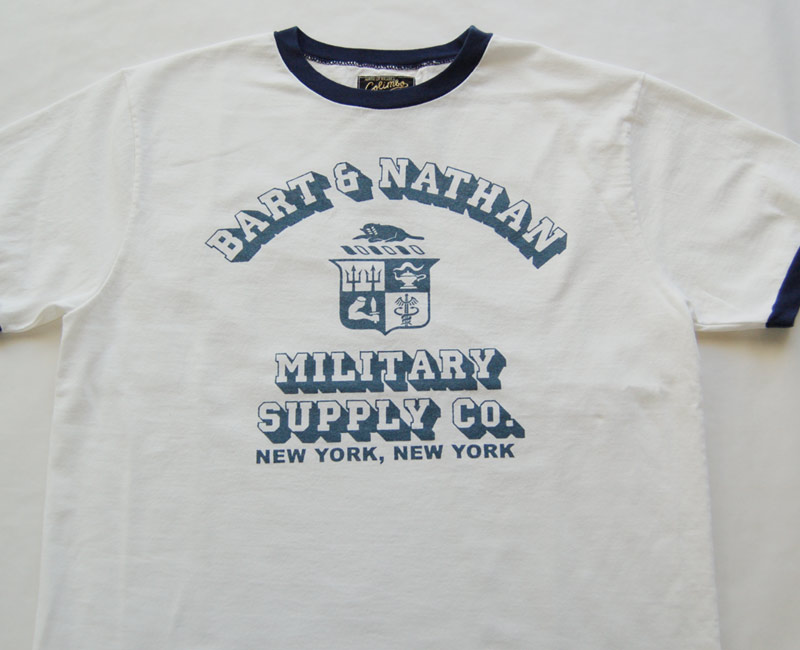 Colimbo
BART & NATHAN
MILITARY
SUPPLY CO.
NEW YORK, NEW YORK